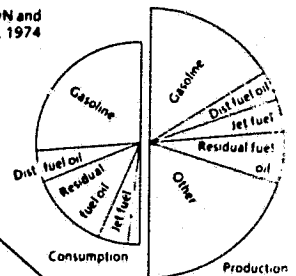 ON and
, 1974
Gasoline
Dist fuel oil
Residual
fuel oil
Jet fuel
Consumption
Gasoline
Dist fuel oil
Jet fuel
Residual fuel
oil
Other
Production